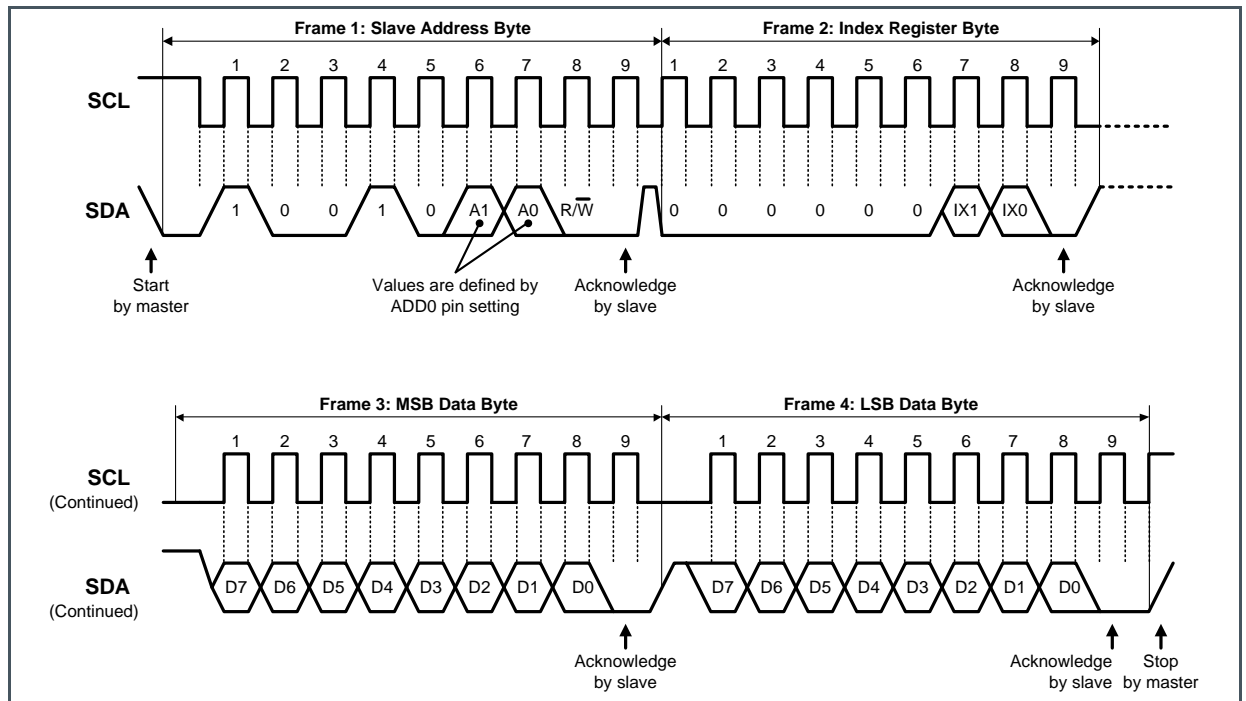 Frame 1: Slave Address Byte Frame 2: Index Register Byte
1 2 3 4 5 6 7 8 9 1 2 3 4 5 6 7 8 9
SCL
SDA 1 0 0 1 0 A1 A0 R/W̅ 0 0 0 0 0 0 IX1 IX0
Start Values are defined by Acknowledge Acknowledge
by master ADD0 pin setting by slave by slave
Frame 3: MSB Data Byte Frame 4: LSB Data Byte
1 2 3 4 5 6 7 8 9 1 2 3 4 5 6 7 8 9
SCL
(Continued)
SDA D7 D6 D5 D4 D3 D2 D1 D0 D7 D6 D5 D4 D3 D2 D1 D0
(Continued)
Acknowledge Acknowledge Stop
by slave by slave by master